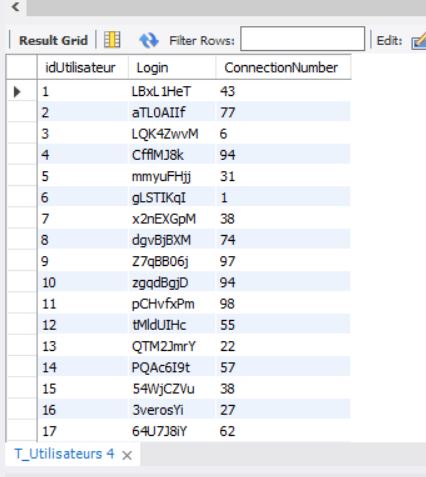 Result Grid Filter Rows: Edit:
idUtilisateur Login ConnectionNumber
1 LBxL1HeT 43
2 aTL0AIIf 77
3 LQK4ZwvM 6
4 CfflMJ8k 94
5 mmyuFHjj 31
6 gLSTIKqI 1
7 x2nEXGpM 38
8 dgvBjBXM 74
9 Z7qBB06j 97
10 zgqdBgjD 94
11 pCHvfxPm 98
12 tMldUIHc 55
13 QTM2JmrY 22
14 PQAc6I9t 57
15 54WjCZVu 38
16 3verosYi 27
17 64U7J8iY 62
T_Utilisateurs 4